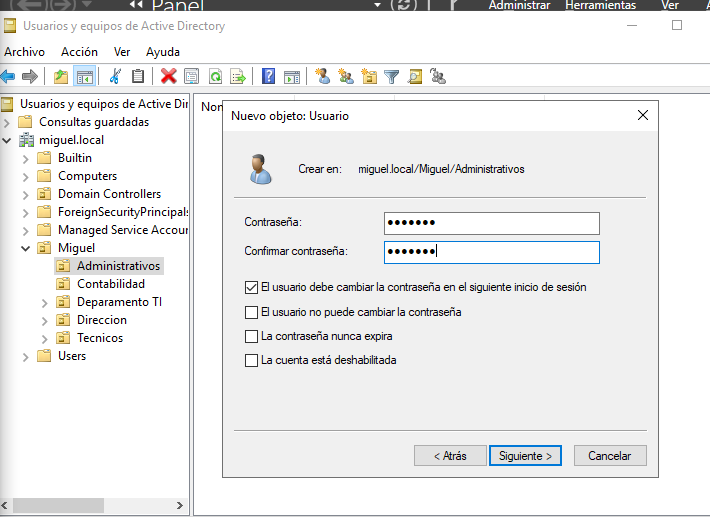 Panel
Administrar Herramientas Ver
Usuarios y equipos de Active Directory
Archivo Acción Ver Ayuda
Usuarios y equipos de Active Direc
Consultas guardadas
miguel.local
Builtin
Computers
Domain Controllers
ForeignSecurityPrincipals
Managed Service Accour
Miguel
Administrativos
Contabilidad
Deparamento TI
Direccion
Tecnicos
Users
Nom
Nuevo objeto: Usuario
Crear en: miguel.local/Miguel/Administrativos
Contraseña: •••••••
Confirmar contraseña: •••••••
El usuario debe cambiar la contraseña en el siguiente inicio de sesión
El usuario no puede cambiar la contraseña
La contraseña nunca expira
La cuenta está deshabilitada
< Atrás Siguiente > Cancelar